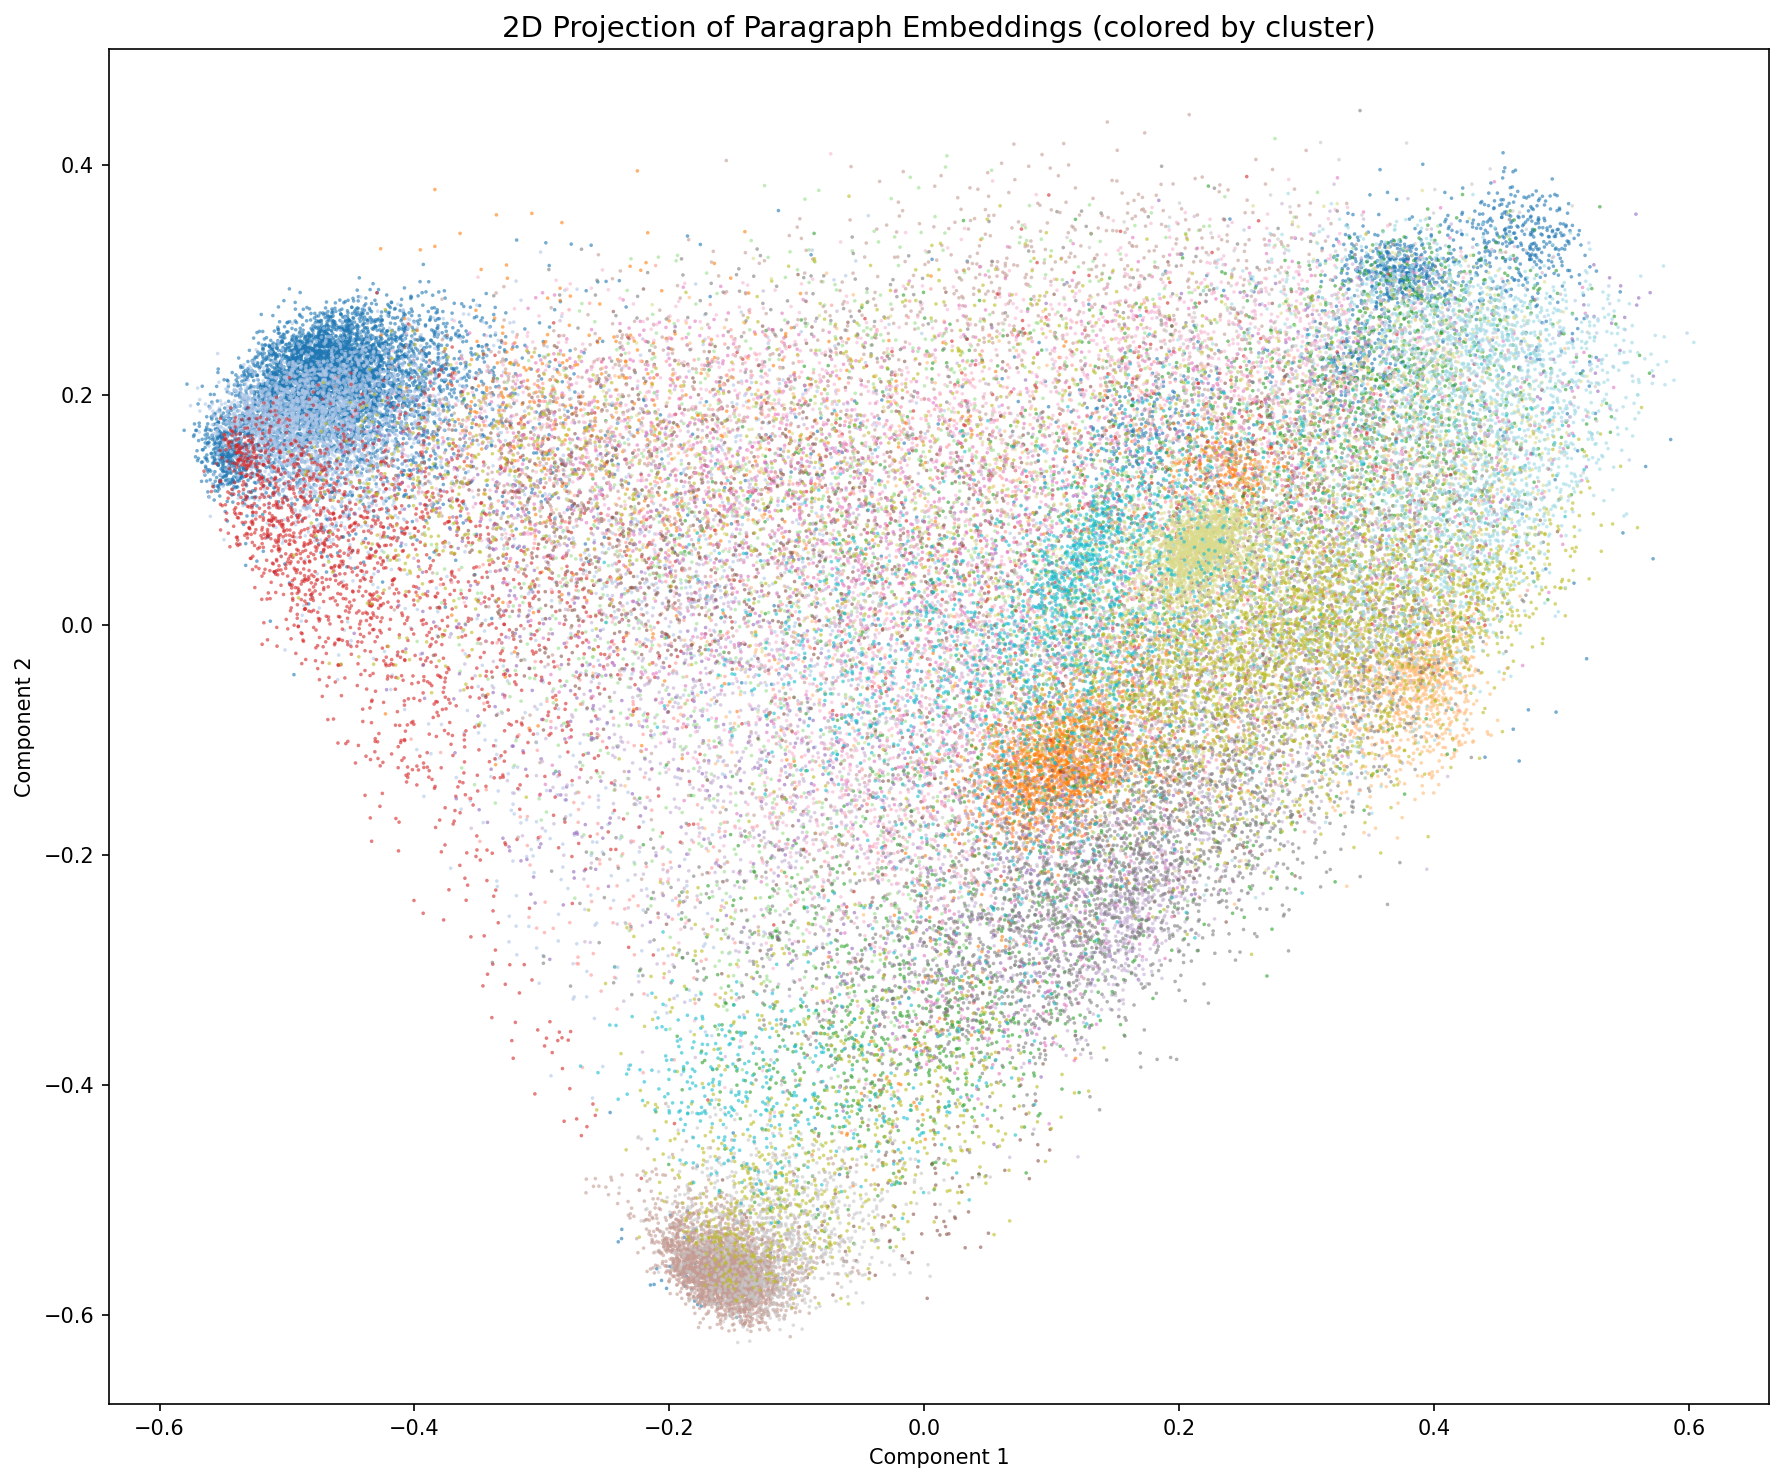 2D Projection of Paragraph Embeddings (colored by cluster)
0.4
0.2
0.0
−0.2
−0.4
−0.6
Component 2
−0.6 −0.4 −0.2 0.0 0.2 0.4 0.6
Component 1